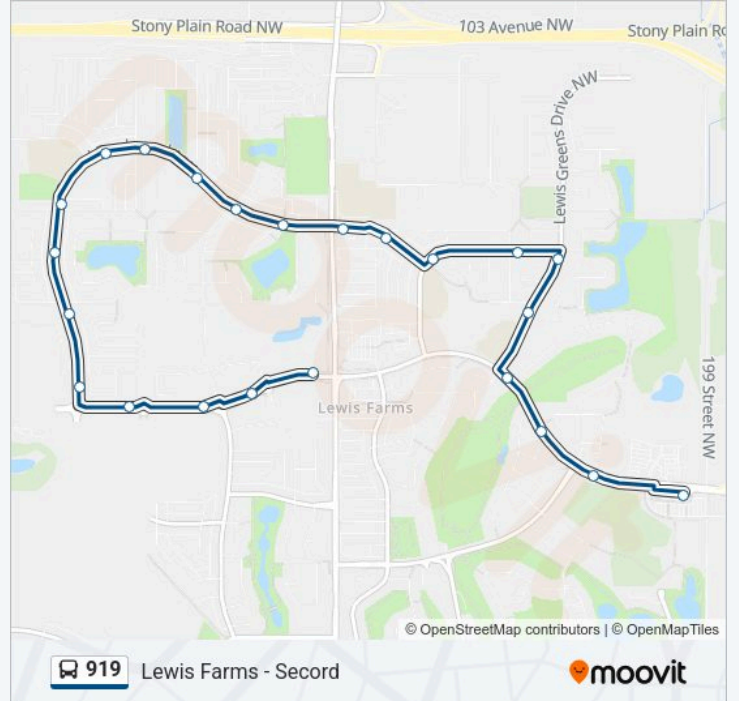 Stony Plain Road NW
103 Avenue NW
Stony Plain Ro
Lewis Greens Drive NW
199 Street NW
Lewis Farms
© OpenStreetMap contributors | © OpenMapTiles
919 Lewis Farms - Secord
moovit